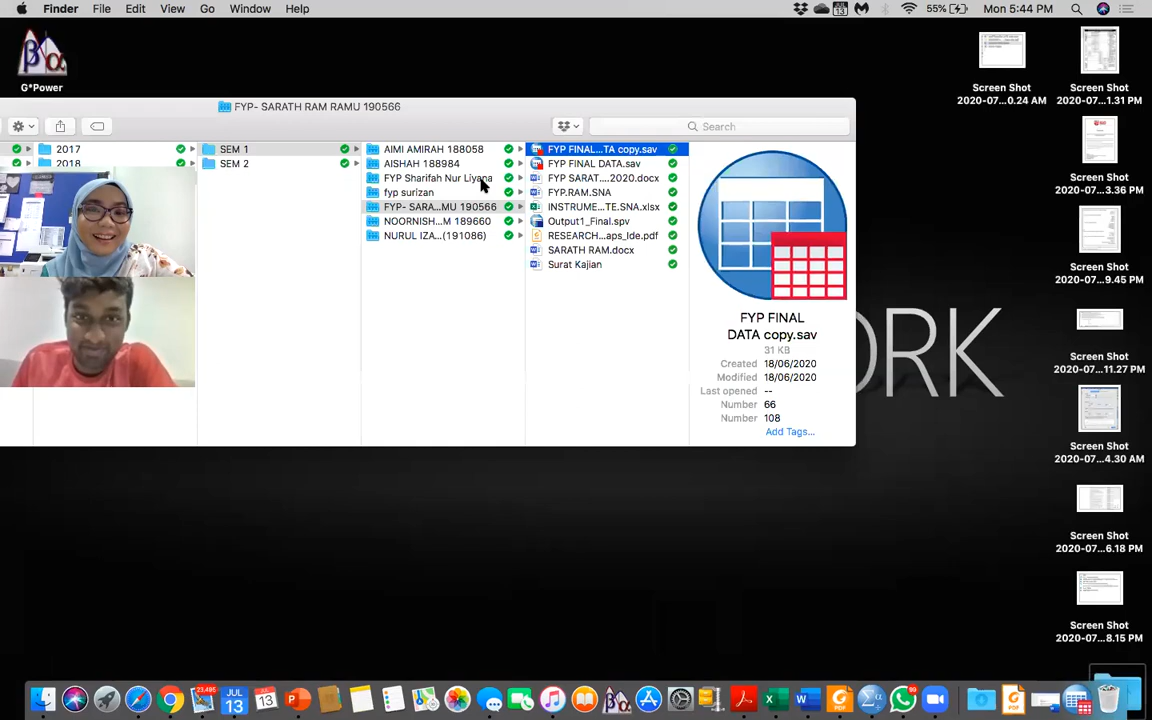 Finder File Edit View Go Window Help
55% Mon 5:44 PM
G*Power
Screen Shot
2020-07...0.24 AM
Screen Shot
2020-07...1.31 PM
Screen Shot
2020-07...3.36 PM
Screen Shot
2020-07...9.45 PM
Screen Shot
2020-07...11.27 PM
Screen Shot
2020-07...4.30 AM
Screen Shot
2020-07...6.18 PM
Screen Shot
2020-07...8.15 PM
FYP- SARATH RAM RAMU 190566
Search
2017
2018
SEM 1
SEM 2
AIMI AMIRAH 188058
AISHAH 188984
FYP Sharifah Nur Liyana
fyp surizan
FYP- SARA...MU 190566
NOORNISH...M 189660
NURUL IZA...(191086)
FYP FINAL...TA copy.sav
FYP FINAL DATA.sav
FYP SARAT....2020.docx
FYP.RAM.SNA
INSTRUME...TE.SNA.xlsx
Output1_Final.spv
RESEARCH...aps_Ide.pdf
SARATH RAM.docx
Surat Kajian
FYP FINAL
DATA copy.sav
31 KB
Created 18/06/2020
Modified 18/06/2020
Last opened --
Number 66
Number 108
Add Tags...
ORK
23,495
JUL
13
JUL
13
99